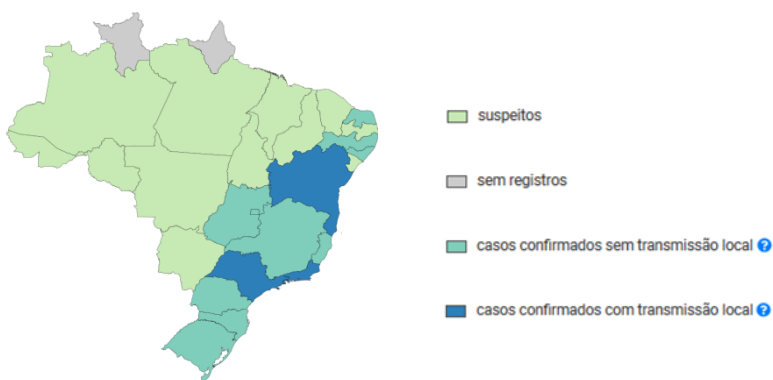 suspeitos
sem registros
casos confirmados sem transmissão local ?
casos confirmados com transmissão local ?